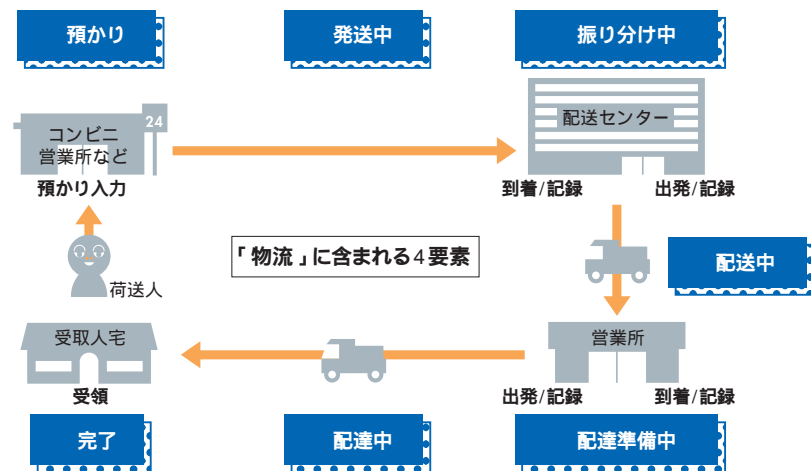 預かり
発送中
振り分け中
コンビニ
営業所など
24
預かり入力
配送センター
到着/記録
出発/記録
荷送人
「物流」に含まれる4要素
配送中
受取人宅
受領
営業所
出発/記録
到着/記録
完了
配達中
配達準備中